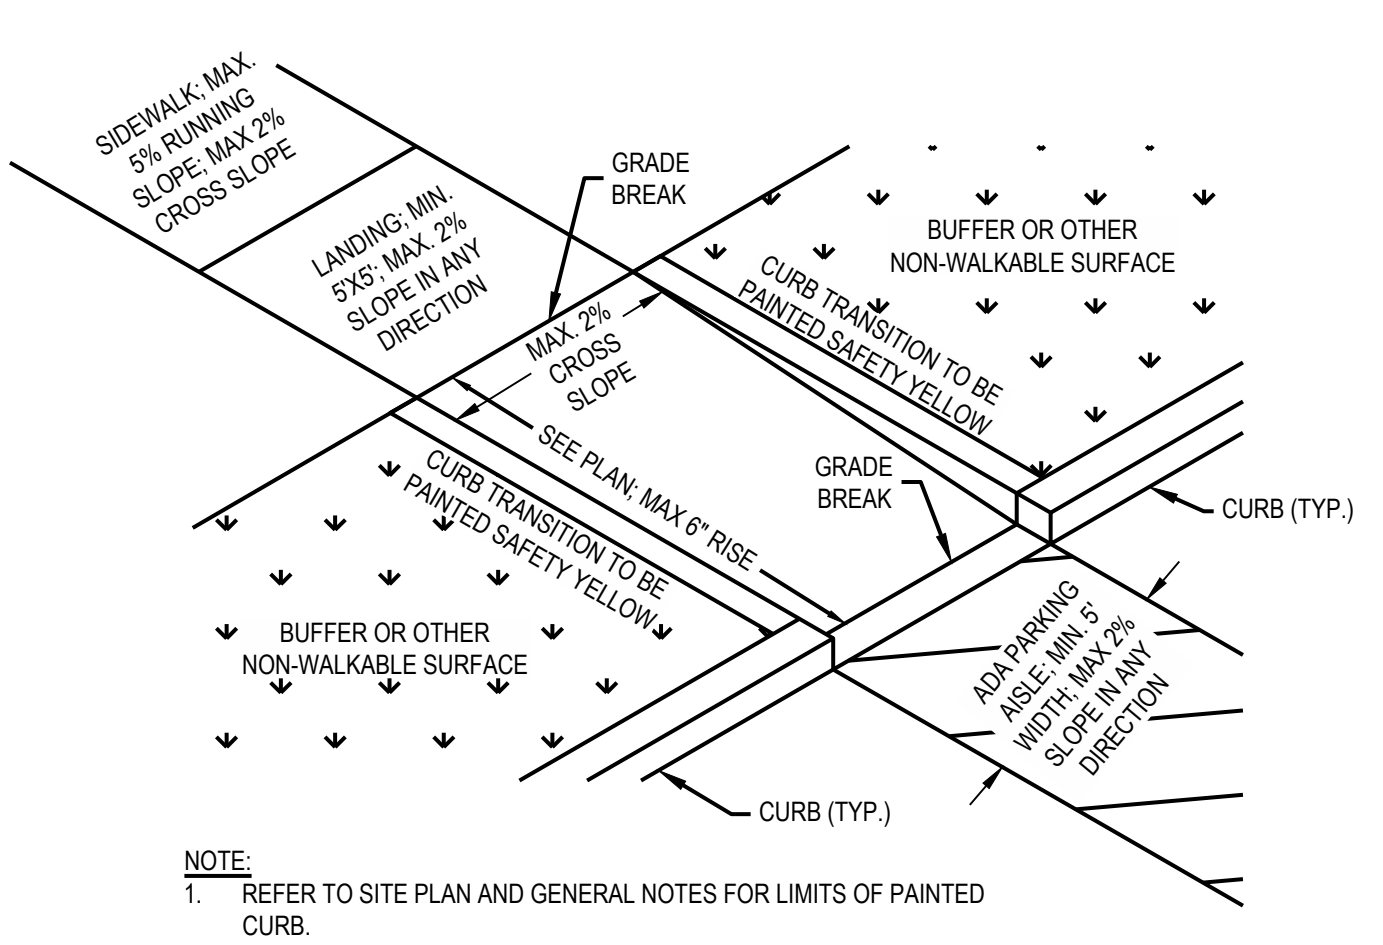 SIDEWALK; MAX.
5% RUNNING
SLOPE; MAX 2%
CROSS SLOPE
LANDING; MIN.
5'X5'; MAX. 2%
SLOPE IN ANY
DIRECTION
GRADE
BREAK
BUFFER OR OTHER
NON-WALKABLE SURFACE
CURB TRANSITION TO BE
PAINTED SAFETY YELLOW
MAX. 2%
CROSS
SLOPE
SEE PLAN; MAX 6" RISE
CURB TRANSITION TO BE
PAINTED SAFETY YELLOW
GRADE
BREAK
CURB (TYP.)
BUFFER OR OTHER
NON-WALKABLE SURFACE
ADA PARKING
AISLE; MIN. 5'
WIDTH; MAX 2%
SLOPE IN ANY
DIRECTION
CURB (TYP.)
NOTE:
1. REFER TO SITE PLAN AND GENERAL NOTES FOR LIMITS OF PAINTED
CURB.